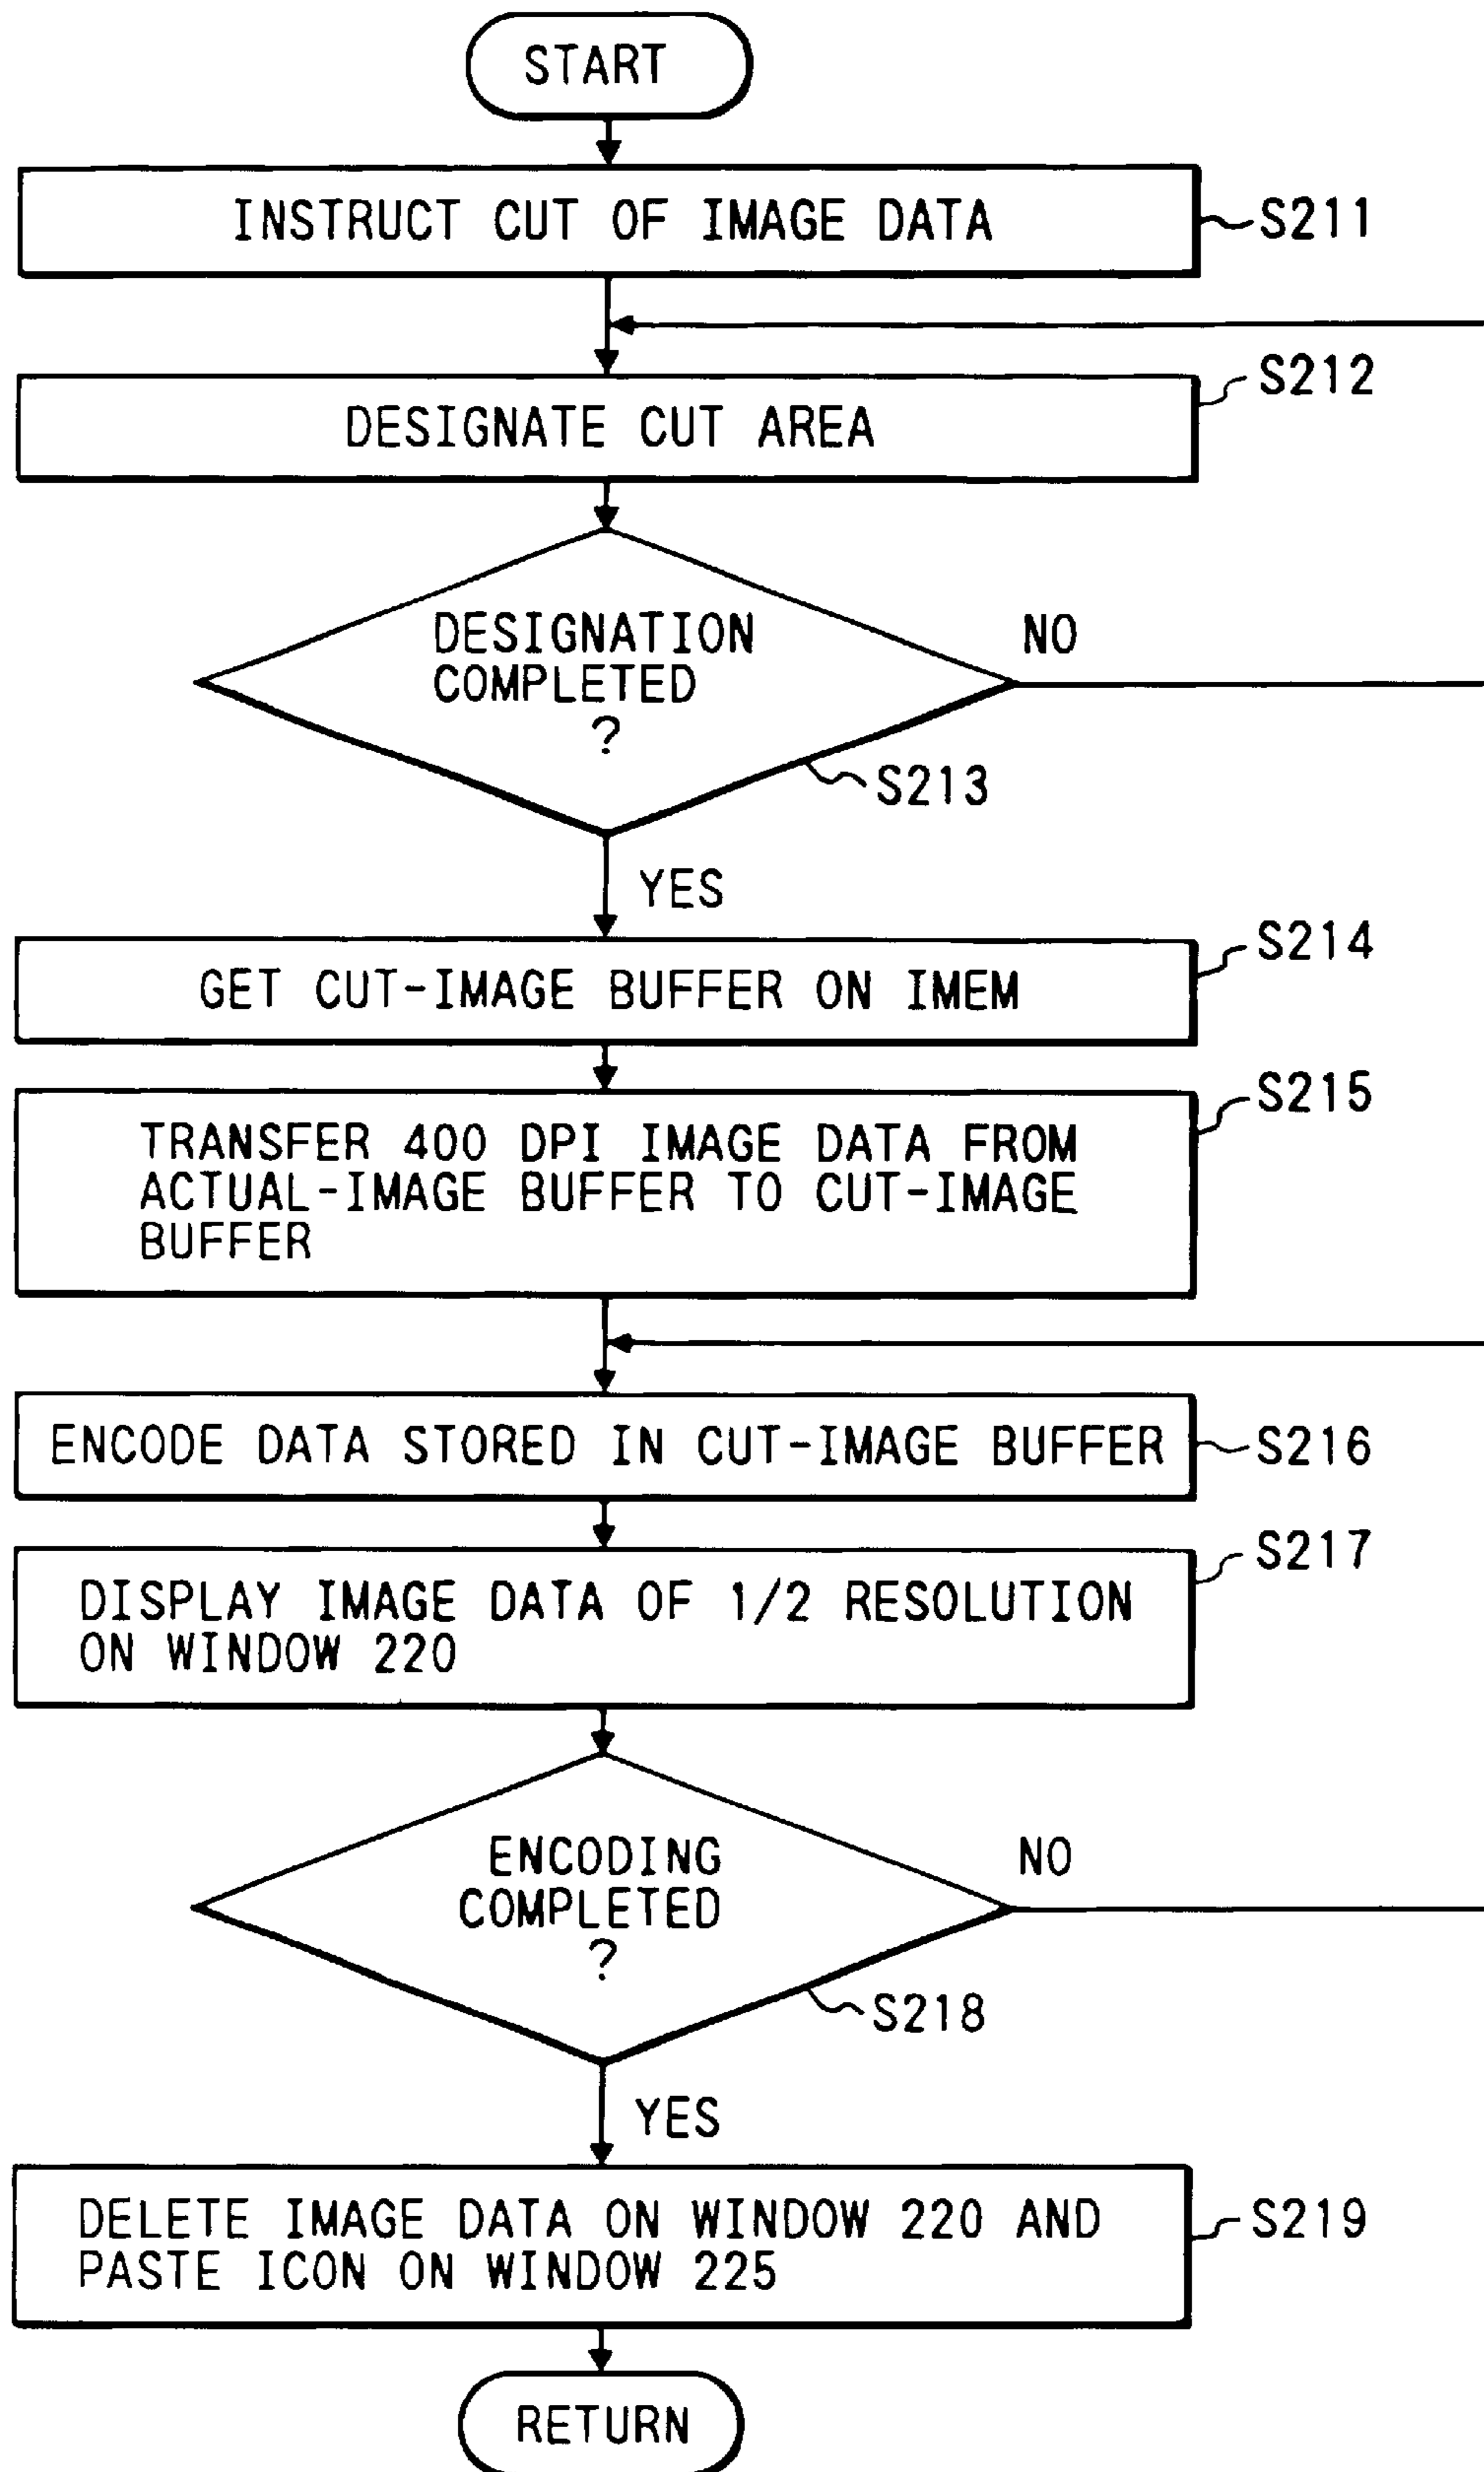 START
INSTRUCT CUT OF IMAGE DATA
S211
S212
DESIGNATE CUT AREA
DESIGNATION
COMPLETED
?
NO
S213
YES
S214
GET CUT-IMAGE BUFFER ON IMEM
S215
TRANSFER 400 DPI IMAGE DATA FROM
ACTUAL-IMAGE BUFFER TO CUT-IMAGE
BUFFER
ENCODE DATA STORED IN CUT-IMAGE BUFFER
S216
S217
DISPLAY IMAGE DATA OF 1/2 RESOLUTION
ON WINDOW 220
ENCODING
COMPLETED
?
NO
S218
YES
DELETE IMAGE DATA ON WINDOW 220 AND
PASTE ICON ON WINDOW 225
S219
RETURN